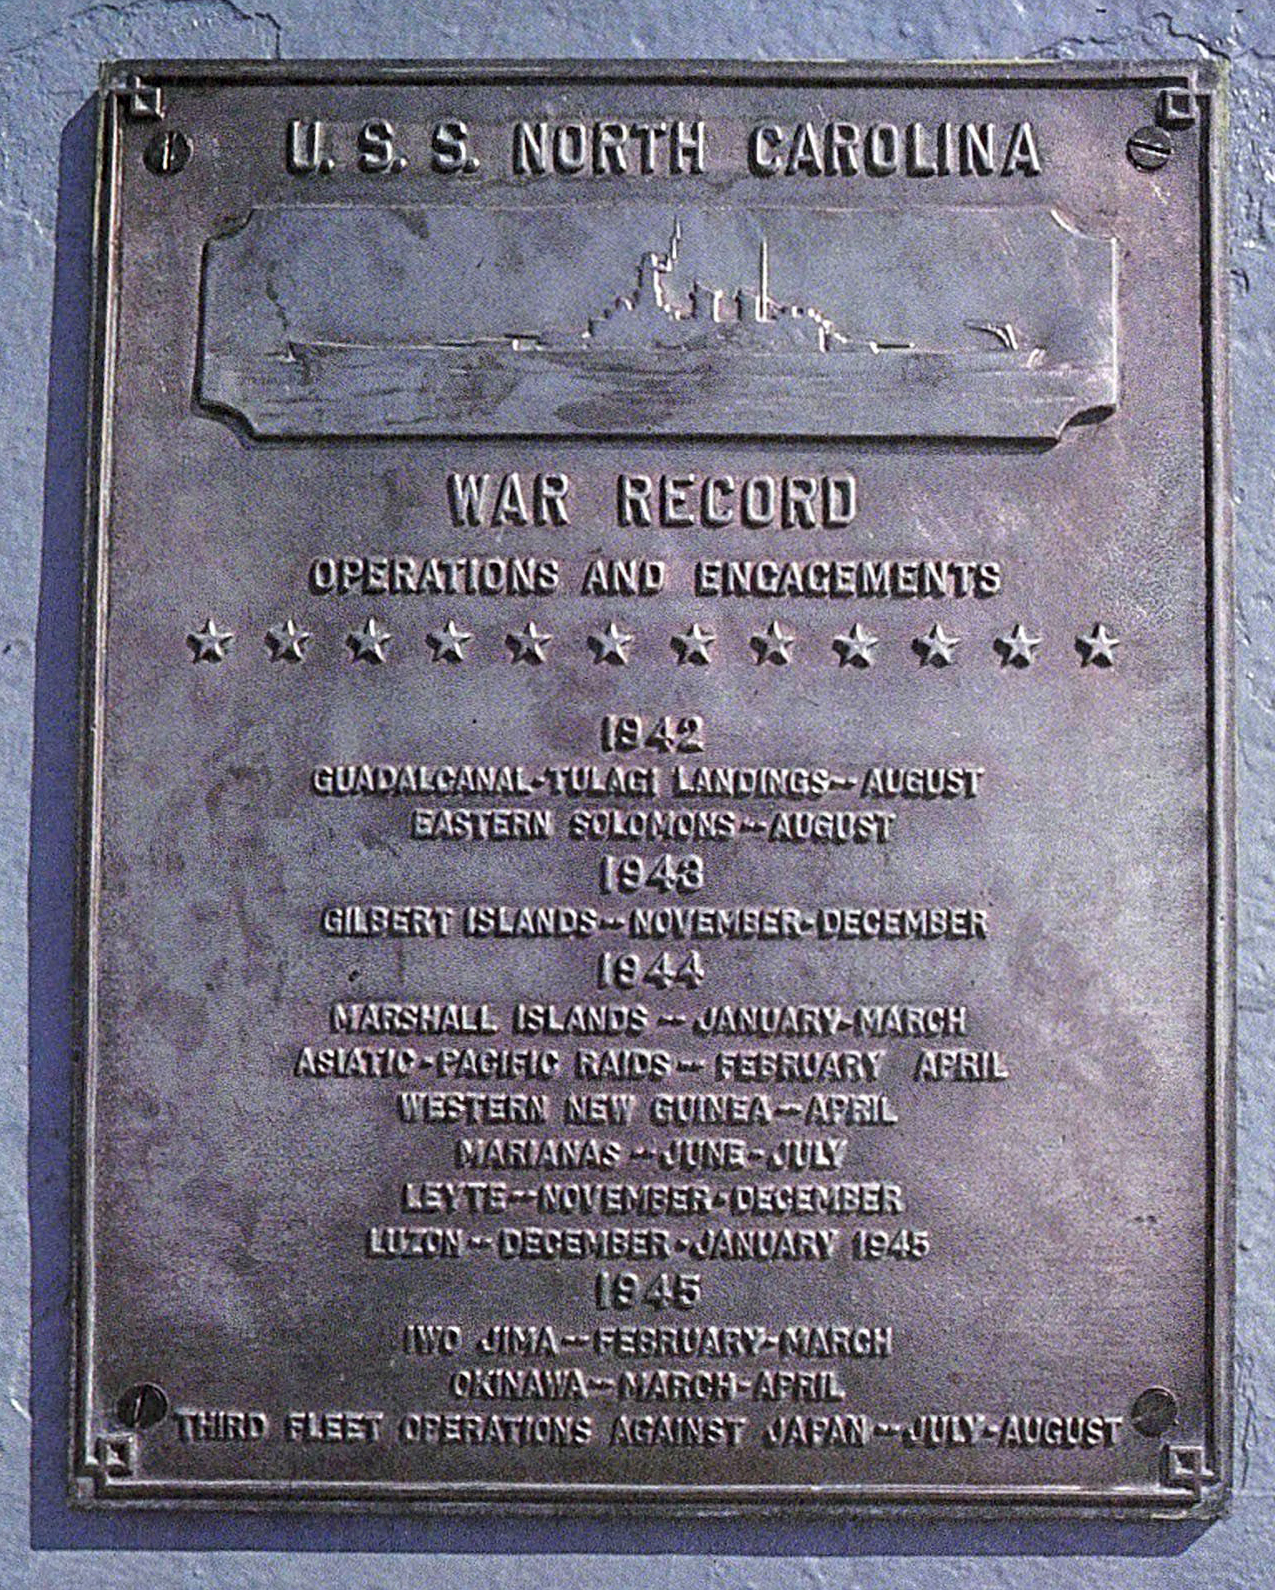 U. S. S. NORTH CAROLINA
WAR RECORD
OPERATIONS AND ENGAGEMENTS
1942
GUADALCANAL-TULAGI LANDINGS--AUGUST
EASTERN SOLOMONS--AUGUST
1943
GILBERT ISLANDS--NOVEMBER-DECEMBER
1944
MARSHALL ISLANDS--JANUARY-MARCH
ASIATIC-PACIFIC RAIDS--FEBRUARY APRIL
WESTERN NEW GUINEA--APRIL
MARIANAS--JUNE-JULY
LEYTE--NOVEMBER-DECEMBER
LUZON--DECEMBER-JANUARY 1945
1945
IWO JIMA--FEBRUARY-MARCH
OKINAWA--MARCH-APRIL
THIRD FLEET OPERATIONS AGAINST JAPAN--JULY-AUGUST